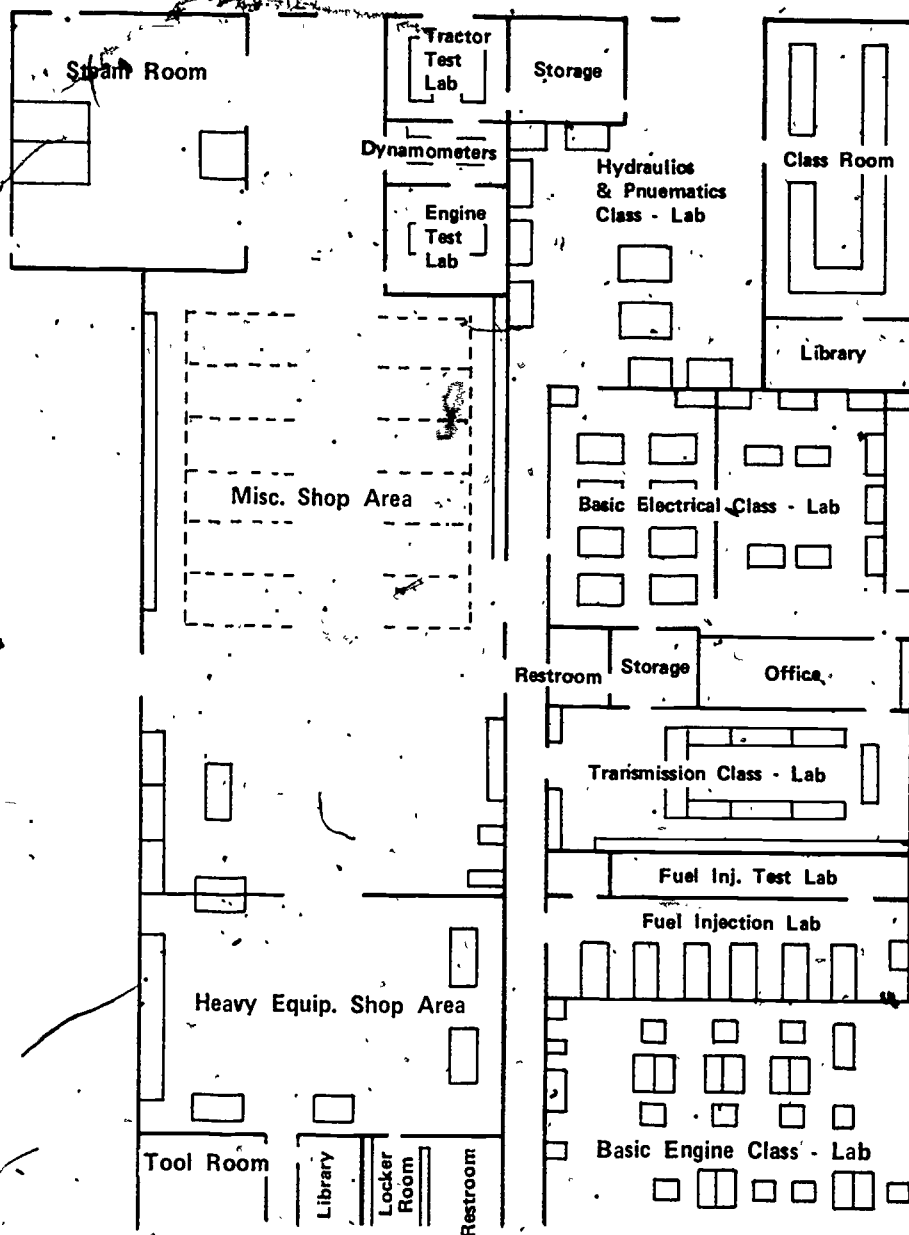 Steam Room
Tractor
Test
Lab
Storage
Dynamometers
Hydraulics
& Pnuematics
Class - Lab
Class Room
Engine
Test
Lab
Library
Misc. Shop Area
Basic Electrical Class - Lab
Restroom
Storage
Office
Transmission Class - Lab
Fuel Inj. Test Lab
Fuel Injection Lab
Heavy Equip. Shop Area
Tool Room
Library
Locker
Room
Restroom
Basic Engine Class - Lab